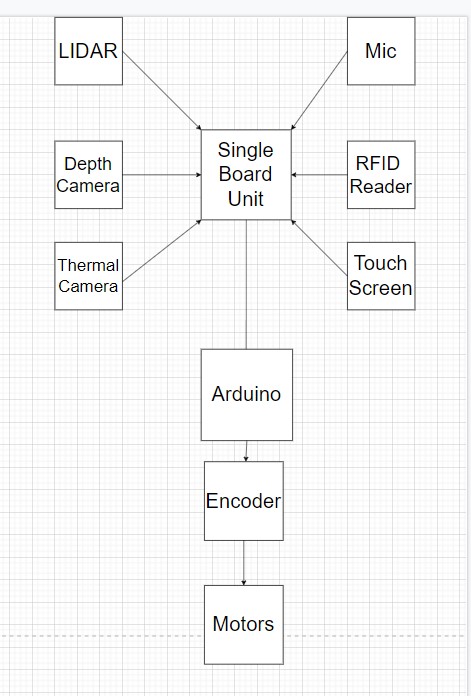 LIDAR
Mic
Depth
Camera
Single
Board
Unit
RFID
Reader
Thermal
Camera
Touch
Screen
Arduino
Encoder
Motors